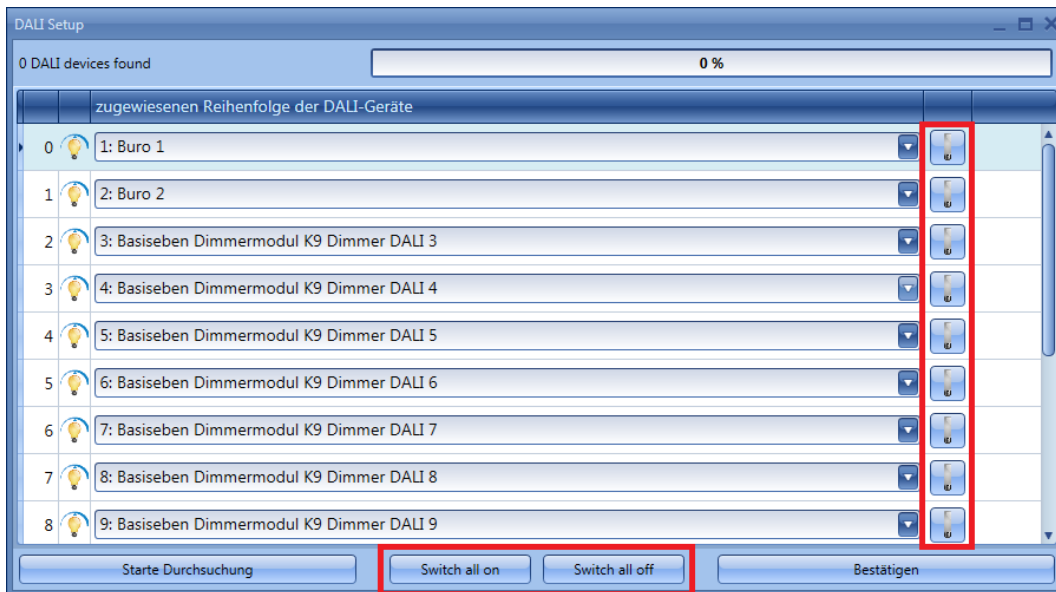 DALI Setup
0 DALI devices found
0 %
zugewiesenen Reihenfolge der DALI-Geräte
0 1: Buro 1
1 2: Buro 2
2 3: Basiseben Dimmermodul K9 Dimmer DALI 3
3 4: Basiseben Dimmermodul K9 Dimmer DALI 4
4 5: Basiseben Dimmermodul K9 Dimmer DALI 5
5 6: Basiseben Dimmermodul K9 Dimmer DALI 6
6 7: Basiseben Dimmermodul K9 Dimmer DALI 7
7 8: Basiseben Dimmermodul K9 Dimmer DALI 8
8 9: Basiseben Dimmermodul K9 Dimmer DALI 9
Starte Durchsuchung
Switch all on
Switch all off
Bestätigen